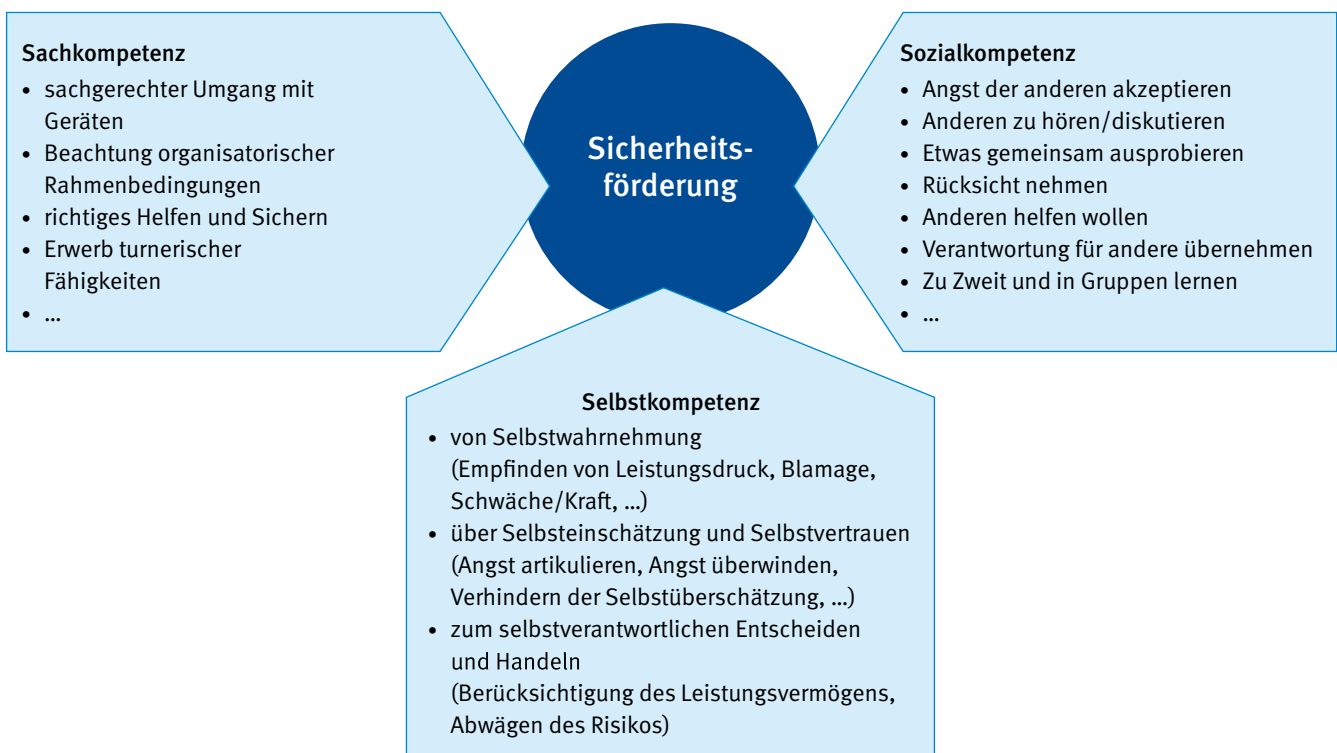 Sachkompetenz
• sachgerechter Umgang mit
Geräten
• Beachtung organisatorischer
Rahmenbedingungen
• richtiges Helfen und Sichern
• Erwerb turnerischer
Fähigkeiten
• ...
Sicherheits-
förderung
Sozialkompetenz
• Angst der anderen akzeptieren
• Anderen zu hören/diskutieren
• Etwas gemeinsam ausprobieren
• Rücksicht nehmen
• Anderen helfen wollen
• Verantwortung für andere übernehmen
• Zu Zweit und in Gruppen lernen
• ...
Selbstkompetenz
• von Selbstwahrnehmung
(Empfinden von Leistungsdruck, Blamage,
Schwäche/Kraft, ...)
• über Selbsteinschätzung und Selbstvertrauen
(Angst artikulieren, Angst überwinden,
Verhindern der Selbstüberschätzung, ...)
• zum selbstverantwortlichen Entscheiden
und Handeln
(Berücksichtigung des Leistungsvermögens,
Abwägen des Risikos)